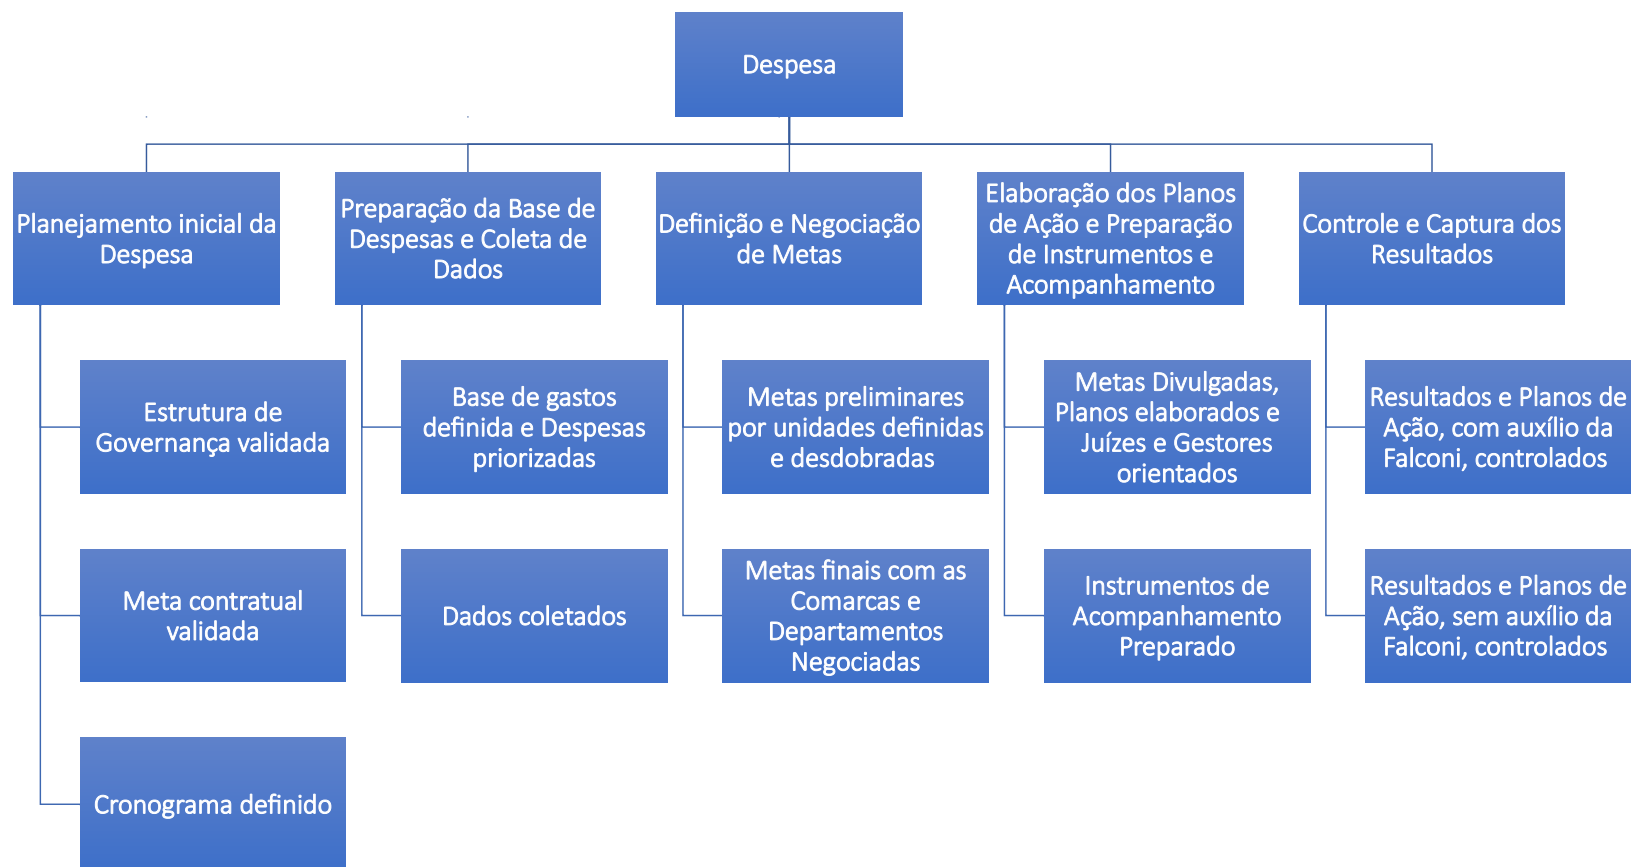 Despesa
Planejamento inicial da
Despesa
Preparação da Base de
Despesas e Coleta de
Dados
Definição e Negociação
de Metas
Elaboração dos Planos
de Ação e Preparação
de Instrumentos e
Acompanhamento
Controle e Captura dos
Resultados
Estrutura de
Governança validada
Meta contratual
validada
Cronograma definido
Base de gastos
definida e Despesas
priorizadas
Dados coletados
Metas preliminares
por unidades definidas
e desdobradas
Metas finais com as
Comarcas e
Departamentos
Negociadas
Metas Divulgadas,
Planos elaborados e
Juízes e Gestores
orientados
Instrumentos de
Acompanhamento
Preparado
Resultados e Planos de
Ação, com auxílio da
Falconi, controlados
Resultados e Planos de
Ação, sem auxílio da
Falconi, controlados